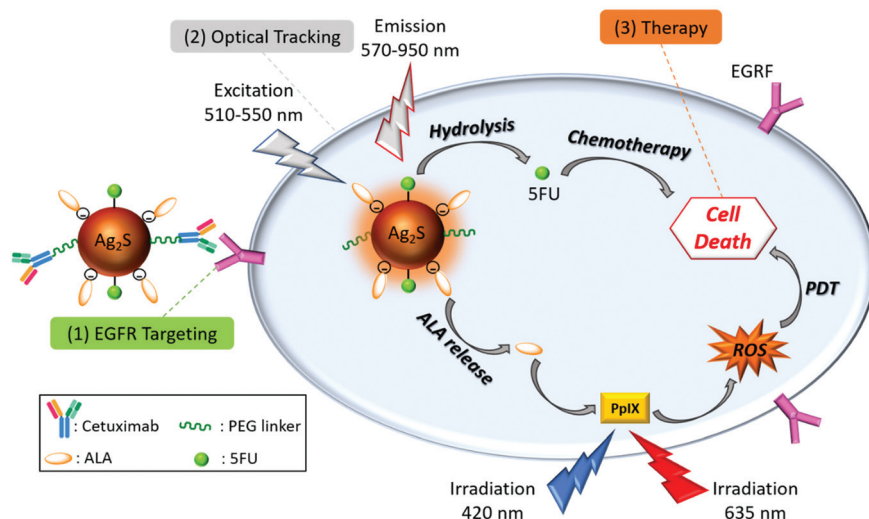 (2) Optical Tracking
Emission
570-950 nm
(3) Therapy
Excitation
510-550 nm
EGRF
Hydrolysis
Chemotherapy
5FU
Cell
Death
Ag2S
Ag2S
(1) EGFR Targeting
ALA release
PDT
ROS
PpIX
: Cetuximab
: PEG linker
: ALA
: 5FU
Irradiation
420 nm
Irradiation
635 nm